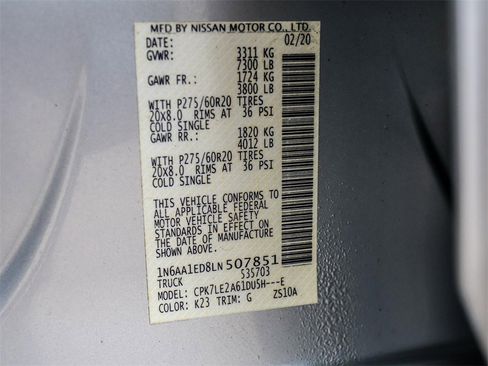 MFD BY NISSAN MOTOR CO., LTD.
DATE: 02/20
GVWR: 3311 KG
7300 LB
GAWR FR.: 1724 KG
3800 LB
WITH P275/60R20 TIRES
20x8.0 RIMS AT 36 PSI
COLD SINGLE
GAWR RR.: 1820 KG
4012 LB
WITH P275/60R20 TIRES
20x8.0 RIMS AT 36 PSI
COLD SINGLE
THIS VEHICLE CONFORMS TO
ALL APPLICABLE FEDERAL
MOTOR VEHICLE SAFETY
STANDARDS IN EFFECT ON
THE DATE OF MANUFACTURE
SHOWN ABOVE.
1N6AA1ED8LN507851
TRUCK 535703
MODEL: CPK7LE2A61DUSH---E
COLOR: K23 TRIM: G ZS10A